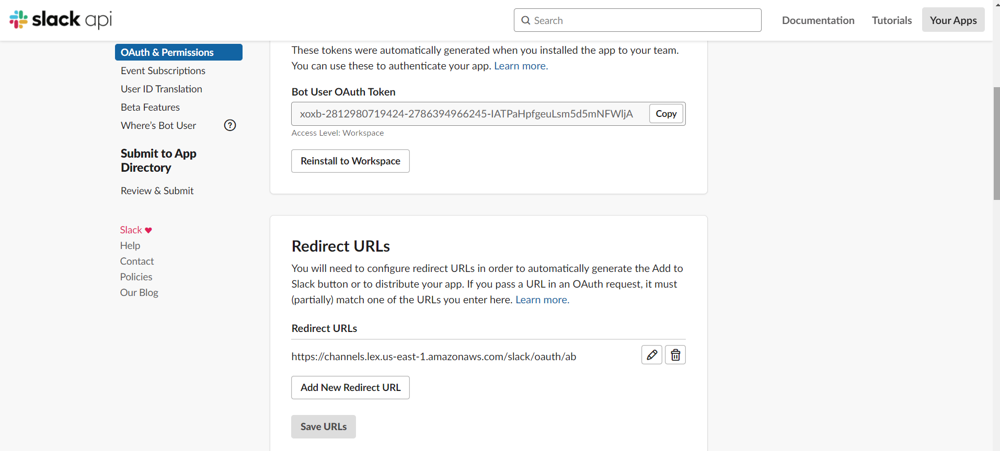 slack api
Search
Documentation
Tutorials
Your Apps
OAuth & Permissions
Event Subscriptions
User ID Translation
Beta Features
Where's Bot User
?
Submit to App
Directory
Review & Submit
Slack ♥
Help
Contact
Policies
Our Blog
These tokens were automatically generated when you installed the app to your team.
You can use these to authenticate your app. Learn more.
Bot User OAuth Token
xoxb-2812980719424-2786394966245-IATPaHpfgeuLsm5d5mNFWljA
Copy
Access Level: Workspace
Reinstall to Workspace
Redirect URLs
You will need to configure redirect URLs in order to automatically generate the Add to
Slack button or to distribute your app. If you pass a URL in an OAuth request, it must
(partially) match one of the URLs you enter here. Learn more.
Redirect URLs
https://channels.lex.us-east-1.amazonaws.com/slack/oauth/ab
Add New Redirect URL
Save URLs